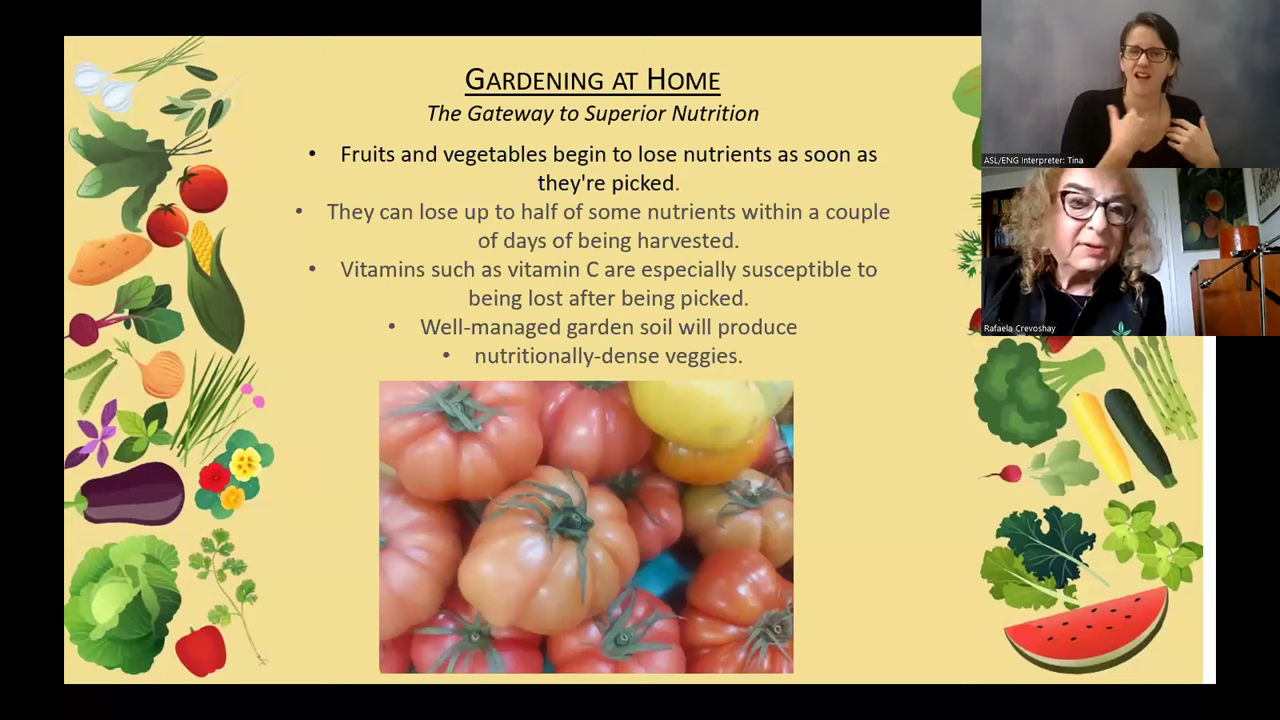 GARDENING AT HOME
The Gateway to Superior Nutrition
• Fruits and vegetables begin to lose nutrients as soon as
they're picked.
• They can lose up to half of some nutrients within a couple
of days of being harvested.
• Vitamins such as vitamin C are especially susceptible to
being lost after being picked.
• Well-managed garden soil will produce
• nutritionally-dense veggies.
ASL/ENG Interpreter: Tina
Rafaela Crevoshay